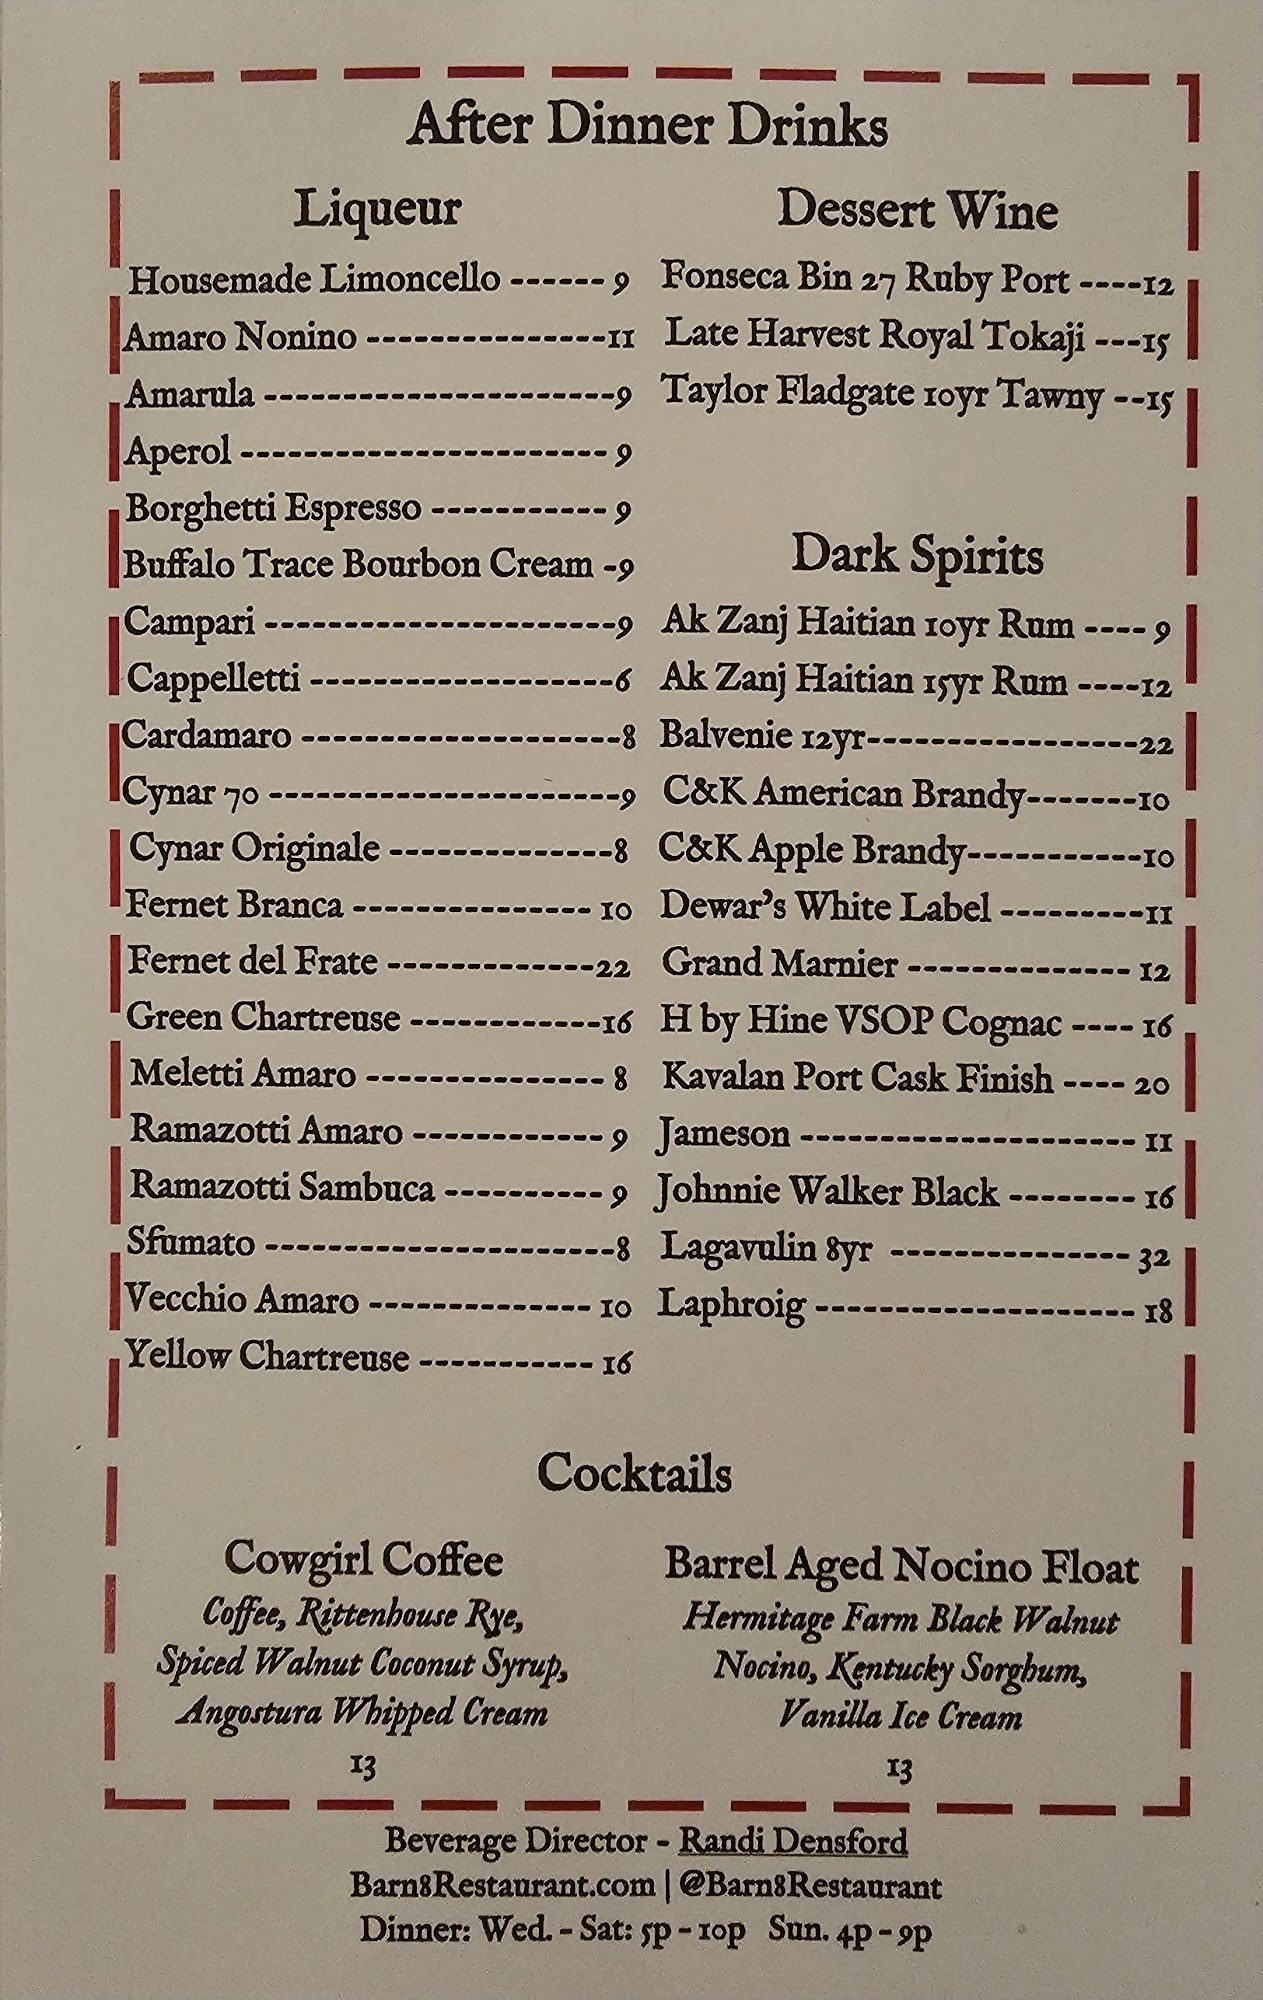 After Dinner Drinks
Liqueur
Housemade Limoncello ------ 9
Amaro Nonino ---------------11
Amarula ----------------------9
Aperol ----------------------- 9
Borghetti Espresso ----------- 9
Buffalo Trace Bourbon Cream -9
Campari ----------------------9
Cappelletti -------------------6
Cardamaro --------------------8
Cynar 70 ----------------------9
Cynar Originale --------------8
Fernet Branca --------------- 10
Fernet del Frate -------------22
Green Chartreuse ------------16
Meletti Amaro --------------- 8
Ramazotti Amaro ------------ 9
Ramazotti Sambuca ---------- 9
Sfumato ----------------------8
Vecchio Amaro -------------- 10
Yellow Chartreuse ----------- 16
Dessert Wine
Fonseca Bin 27 Ruby Port ----12
Late Harvest Royal Tokaji ---15
Taylor Fladgate 10yr Tawny --15
Dark Spirits
Ak Zanj Haitian 10yr Rum ---- 9
Ak Zanj Haitian 15yr Rum ----12
Balvenie 12yr-----------------22
C&K American Brandy-------10
C&K Apple Brandy-----------10
Dewar's White Label ---------11
Grand Marnier -------------- 12
H by Hine VSOP Cognac ---- 16
Kavalan Port Cask Finish ---- 20
Jameson --------------------- 11
Johnnie Walker Black -------- 16
Lagavulin 8yr --------------- 32
Laphroig -------------------- 18
Cocktails
Cowgirl Coffee
Coffee, Rittenhouse Rye,
Spiced Walnut Coconut Syrup,
Angostura Whipped Cream
13
Barrel Aged Nocino Float
Hermitage Farm Black Walnut
Nocino, Kentucky Sorghum,
Vanilla Ice Cream
13
Beverage Director - Randi Densford
Barn8Restaurant.com | @Barn8Restaurant
Dinner: Wed. - Sat: 5p - 10p Sun. 4p - 9p